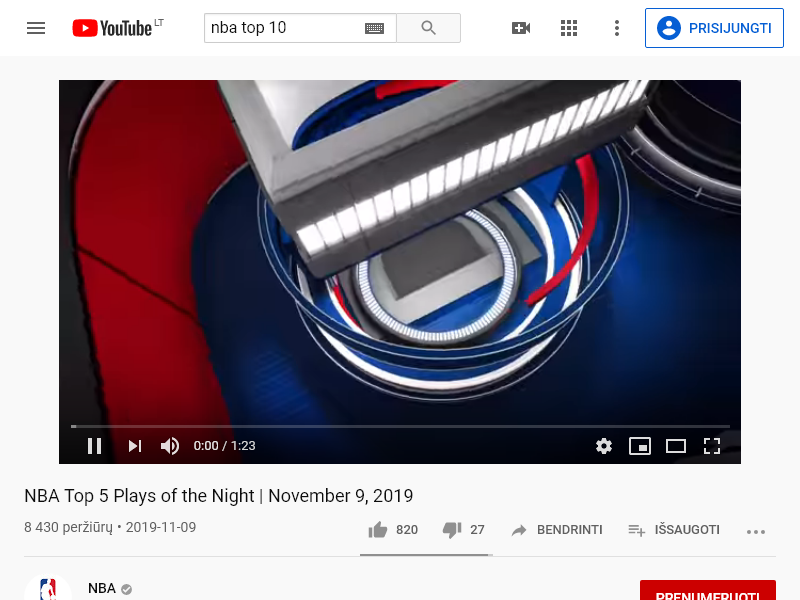 YouTube LT
nba top 10
PRISIJUNGTI
0:00 / 1:23
NBA Top 5 Plays of the Night | November 9, 2019
8 430 peržiūrų • 2019-11-09
820
27
BENDRINTI
IŠSAUGOTI
NBA
PRENUMERUOTI